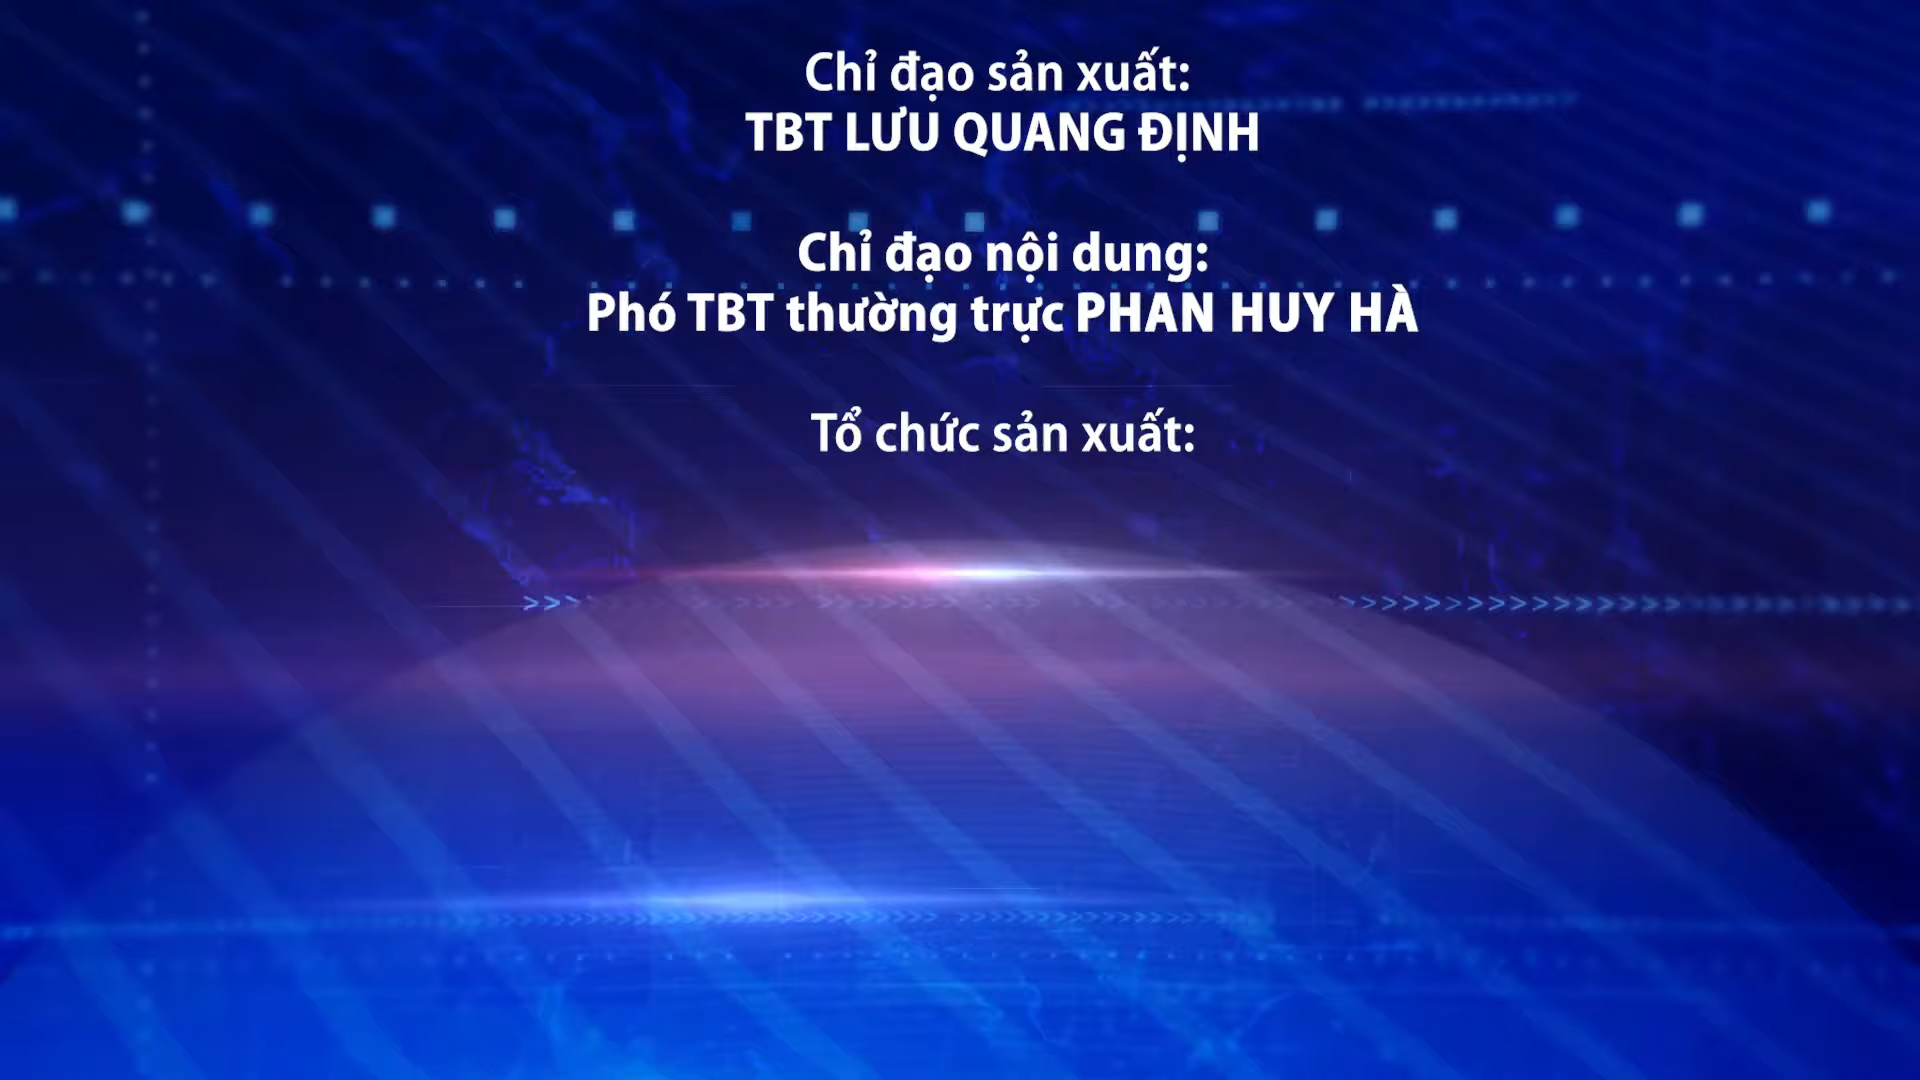 Chỉ đạo sản xuất:
TBT LƯU QUANG ĐỊNH
Chỉ đạo nội dung:
Phó TBT thường trực PHAN HUY HÀ
Tổ chức sản xuất: